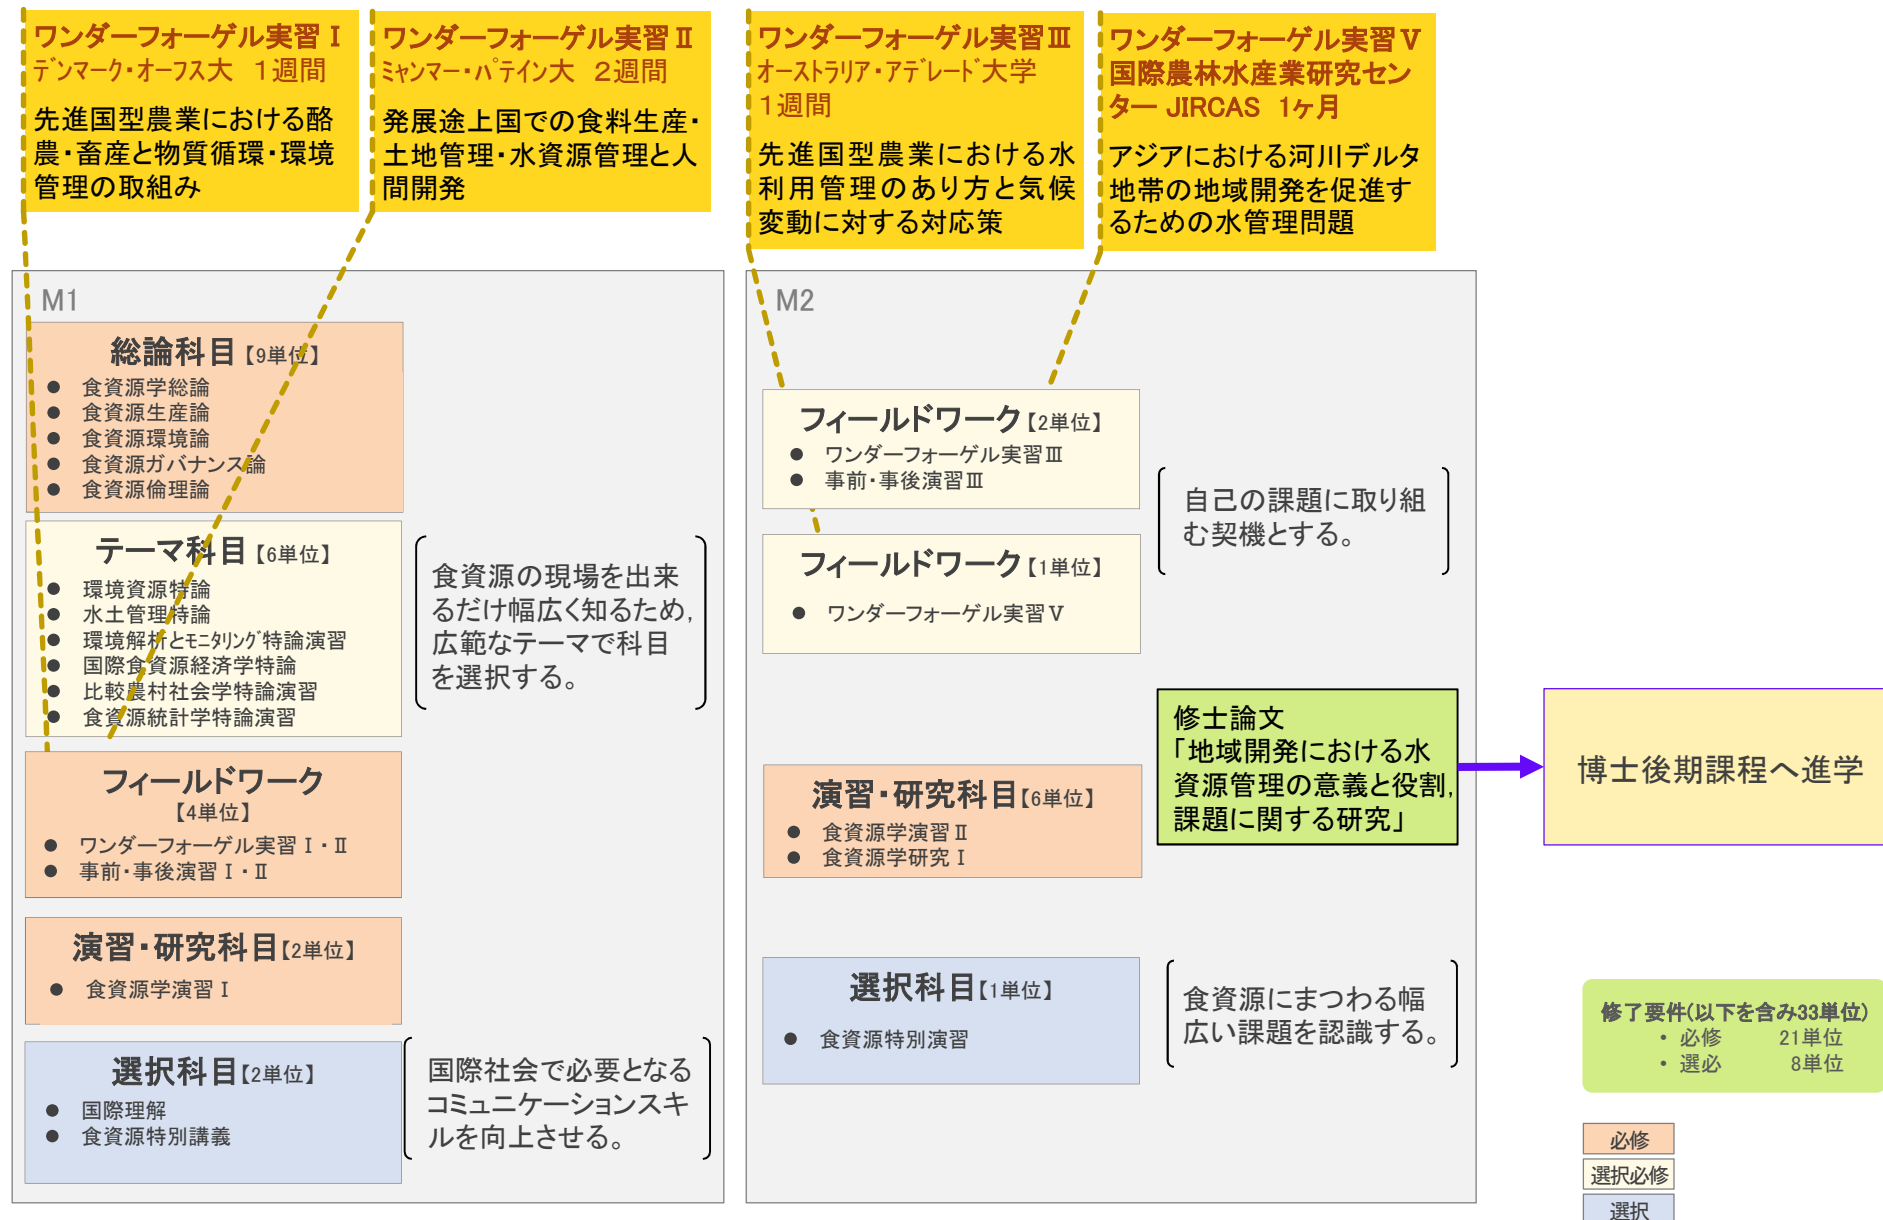 ワンダーフォーゲル実習Ⅰ
デンマーク・オーフス大 1週間
先進国型農業における酪
農・畜産と物質循環・環境
管理の取組み
ワンダーフォーゲル実習Ⅱ
ミャンマー・パテイン大 2週間
発展途上国での食料生産・
土地管理・水資源管理と人
間開発
ワンダーフォーゲル実習Ⅲ
オーストラリア・アデレード大学
1週間
先進国型農業における水
利用管理のあり方と気候
変動に対する対応策
ワンダーフォーゲル実習Ⅴ
国際農林水産業研究セン
ター JIRCAS 1ヶ月
アジアにおける河川デルタ
地帯の地域開発を促進す
るための水管理問題
M1
総論科目【9単位】
● 食資源学総論
● 食資源生産論
● 食資源環境論
● 食資源ガバナンス論
● 食資源倫理論
テーマ科目【6単位】
● 環境資源特論
● 水土管理特論
● 環境解析とモニタリング特論演習
● 国際食資源経済学特論
● 比較農村社会学特論演習
● 食資源統計学特論演習
食資源の現場を出来
るだけ幅広く知るため,
広範なテーマで科目
を選択する。
フィールドワーク
【4単位】
● ワンダーフォーゲル実習Ⅰ・Ⅱ
● 事前・事後演習Ⅰ・Ⅱ
演習・研究科目【2単位】
● 食資源学演習Ⅰ
選択科目【2単位】
● 国際理解
● 食資源特別講義
国際社会で必要となる
コミュニケーションスキ
ルを向上させる。
M2
フィールドワーク【2単位】
● ワンダーフォーゲル実習Ⅲ
● 事前・事後演習Ⅲ
フィールドワーク【1単位】
● ワンダーフォーゲル実習Ⅴ
自己の課題に取り組
む契機とする。
修士論文
「地域開発における水
資源管理の意義と役割,
課題に関する研究」
博士後期課程へ進学
演習・研究科目【6単位】
● 食資源学演習Ⅱ
● 食資源学研究Ⅰ
選択科目【1単位】
● 食資源特別演習
食資源にまつわる幅
広い課題を認識する。
修了要件(以下を含み33単位)
• 必修 21単位
• 選必 8単位
必修
選択必修
選択